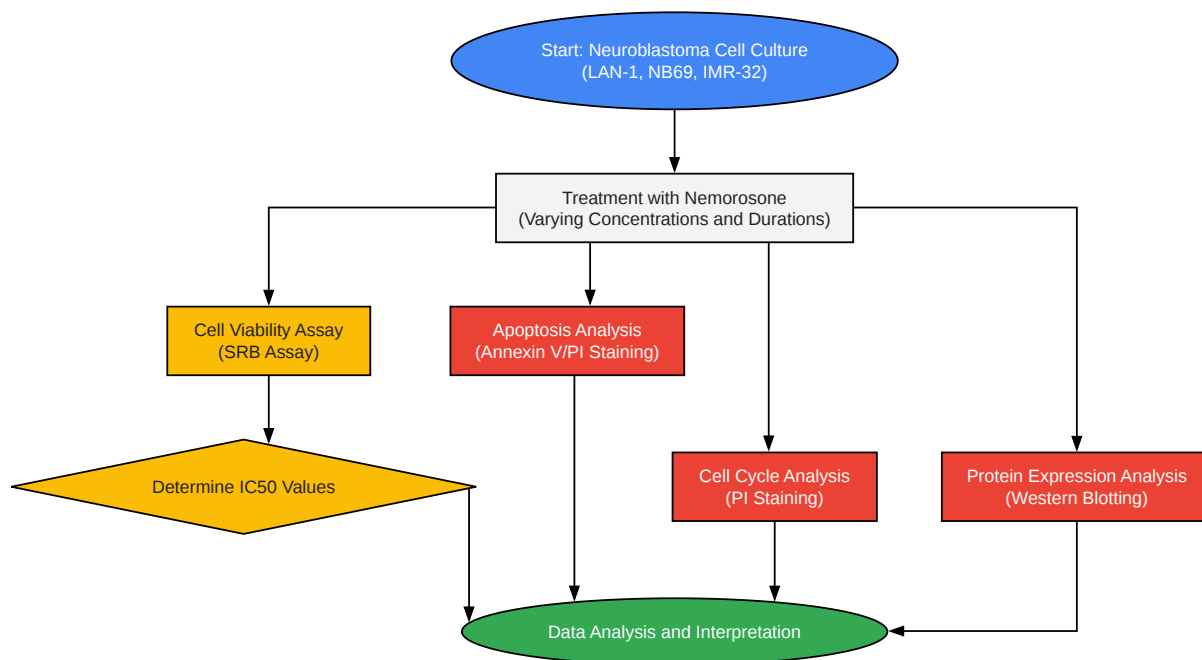 Start: Neuroblastoma Cell Culture
(LAN-1, NB69, IMR-32)
Treatment with Nemorosone
(Varying Concentrations and Durations)
Cell Viability Assay
(SRB Assay)
Apoptosis Analysis
(Annexin V/PI Staining)
Determine IC50 Values
Cell Cycle Analysis
(PI Staining)
Protein Expression Analysis
(Western Blotting)
Data Analysis and Interpretation